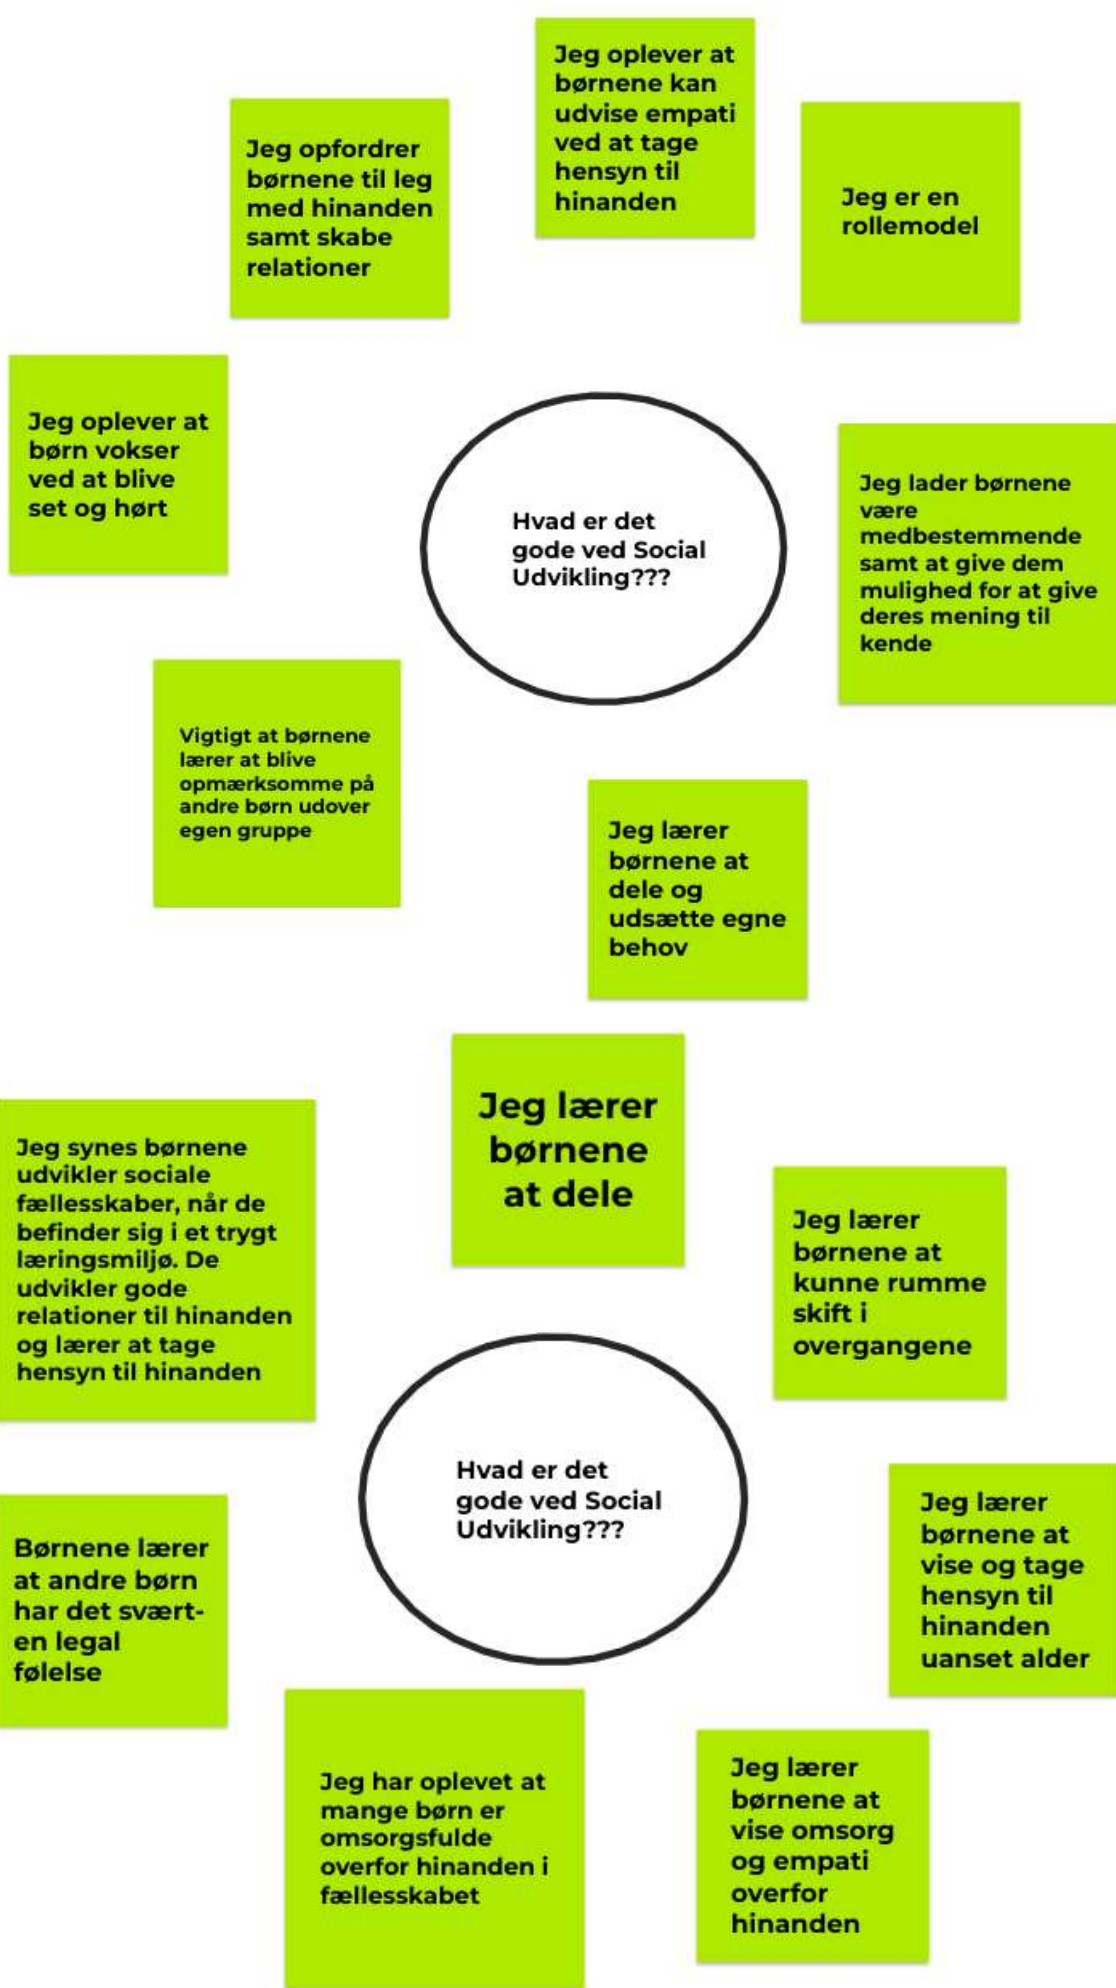 Jeg oplever at
børnene kan
udvise empati
ved at tage
hensyn til
hinanden
Jeg opfordrer
børnene til leg
med hinanden
samt skabe
relationer
Jeg er en
rollemodel
Jeg oplever at
børn vokser
ved at blive
set og hørt
Hvad er det
gode ved Social
Udvikling???
Jeg lader børnene
være
medbestemmende
samt at give dem
mulighed for at give
deres mening til
kende
Vigtigt at børnene
lærer at blive
opmærksomme på
andre børn udover
egen gruppe
Jeg lærer
børnene at
dele og
udsætte egne
behov
Jeg lærer
børnene
at dele
Jeg synes børnene
udvikler sociale
fællesskaber, når de
befinder sig i et trygt
læringsmiljø. De
udvikler gode
relationer til hinanden
og lærer at tage
hensyn til hinanden
Jeg lærer
børnene at
kunne rumme
skift i
overgangene
Hvad er det
gode ved Social
Udvikling???
Jeg lærer
børnene at
vise og tage
hensyn til
hinanden
uanset alder
Børnene lærer
at andre børn
har det svært-
en legal
følelse
Jeg har oplevet at
mange børn er
omsorgsfulde
overfor hinanden i
fællesskabet
Jeg lærer
børnene at
vise omsorg
og empati
overfor
hinanden